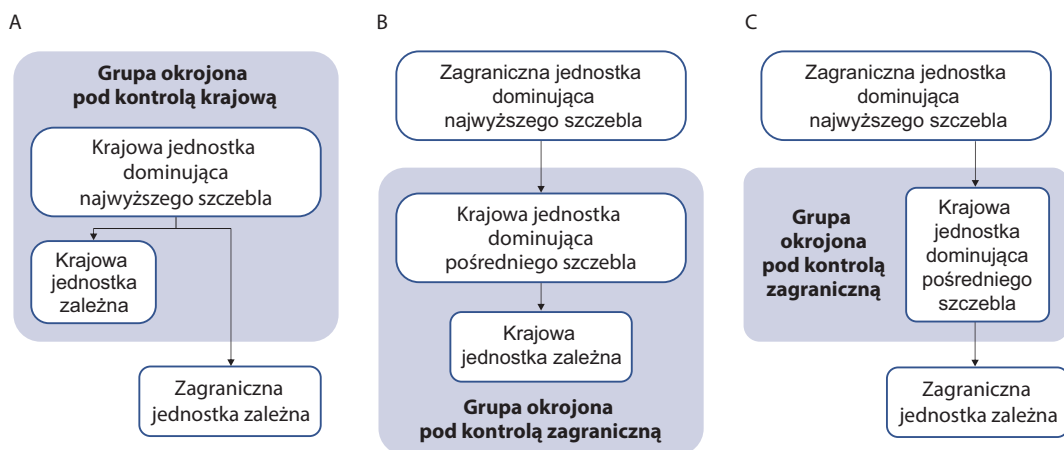 A
Grupa okrojona
pod kontrolą krajową
Krajowa jednostka
dominująca
najwyższego szczebla
Krajowa
jednostka
zależna
Zagraniczna
jednostka zależna
B
Zagraniczna jednostka
dominująca
najwyższego szczebla
Krajowa jednostka
dominująca
pośredniego szczebla
Krajowa
jednostka zależna
Grupa okrojona
pod kontrolą zagraniczną
C
Zagraniczna jednostka
dominująca
najwyższego szczebla
Grupa
okrojona
pod kontrolą
zagraniczną
Krajowa
jednostka
dominująca
pośredniego
szczebla
Zagraniczna
jednostka zależna